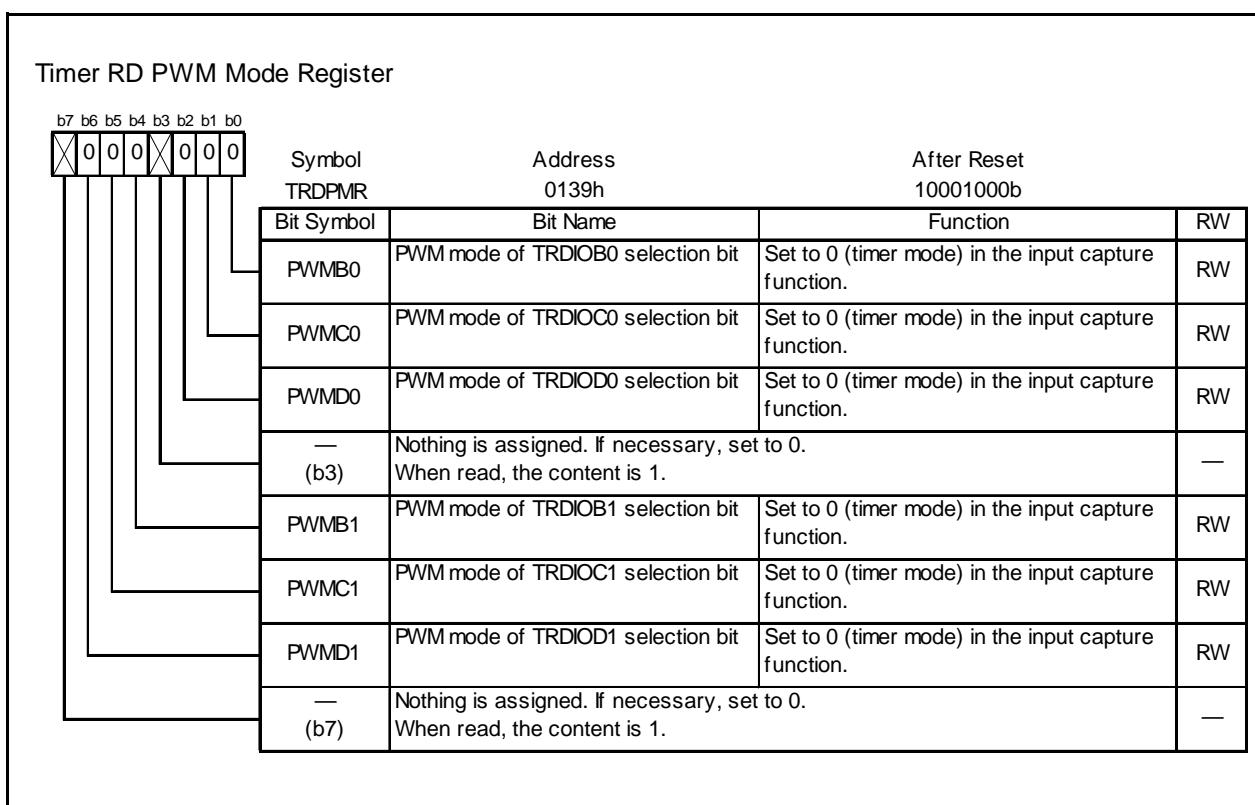 Timer RD PWM Mode Register
b7 b6 b5 b4 b3 b2 b1 b0
0 0 0 0 0 0
Symbol Address After Reset
TRDPMR 0139h 10001000b
Bit Symbol Bit Name Function RW
PWMB0 PWM mode of TRDIOB0 selection bit Set to 0 (timer mode) in the input capture function. RW
PWMC0 PWM mode of TRDIOC0 selection bit Set to 0 (timer mode) in the input capture function. RW
PWMD0 PWM mode of TRDIOD0 selection bit Set to 0 (timer mode) in the input capture function. RW
— Nothing is assigned. If necessary, set to 0.
(b3) When read, the content is 1. —
PWMB1 PWM mode of TRDIOB1 selection bit Set to 0 (timer mode) in the input capture function. RW
PWMC1 PWM mode of TRDIOC1 selection bit Set to 0 (timer mode) in the input capture function. RW
PWMD1 PWM mode of TRDIOD1 selection bit Set to 0 (timer mode) in the input capture function. RW
— Nothing is assigned. If necessary, set to 0.
(b7) When read, the content is 1. —